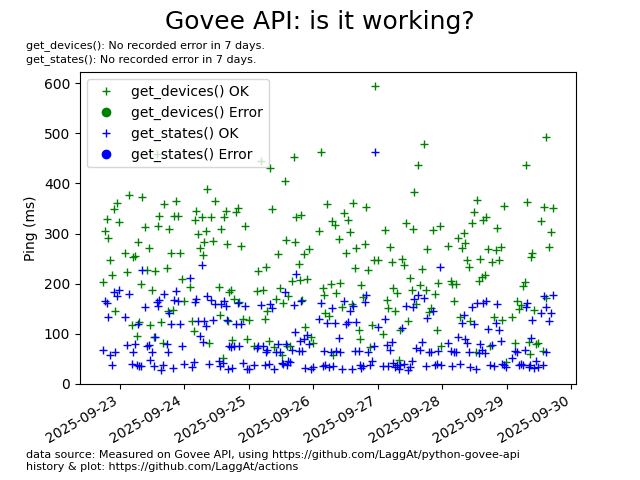 Govee API: is it working?
get_devices(): No recorded error in 7 days.
get_states(): No recorded error in 7 days.
get_devices() OK
get_devices() Error
get_states() OK
get_states() Error
Ping (ms)
600
500
400
300
200
100
0
2025-09-23
2025-09-24
2025-09-25
2025-09-26
2025-09-27
2025-09-28
2025-09-29
2025-09-30
data source: Measured on Govee API, using https://github.com/LaggAt/python-govee-api
history & plot: https://github.com/LaggAt/actions